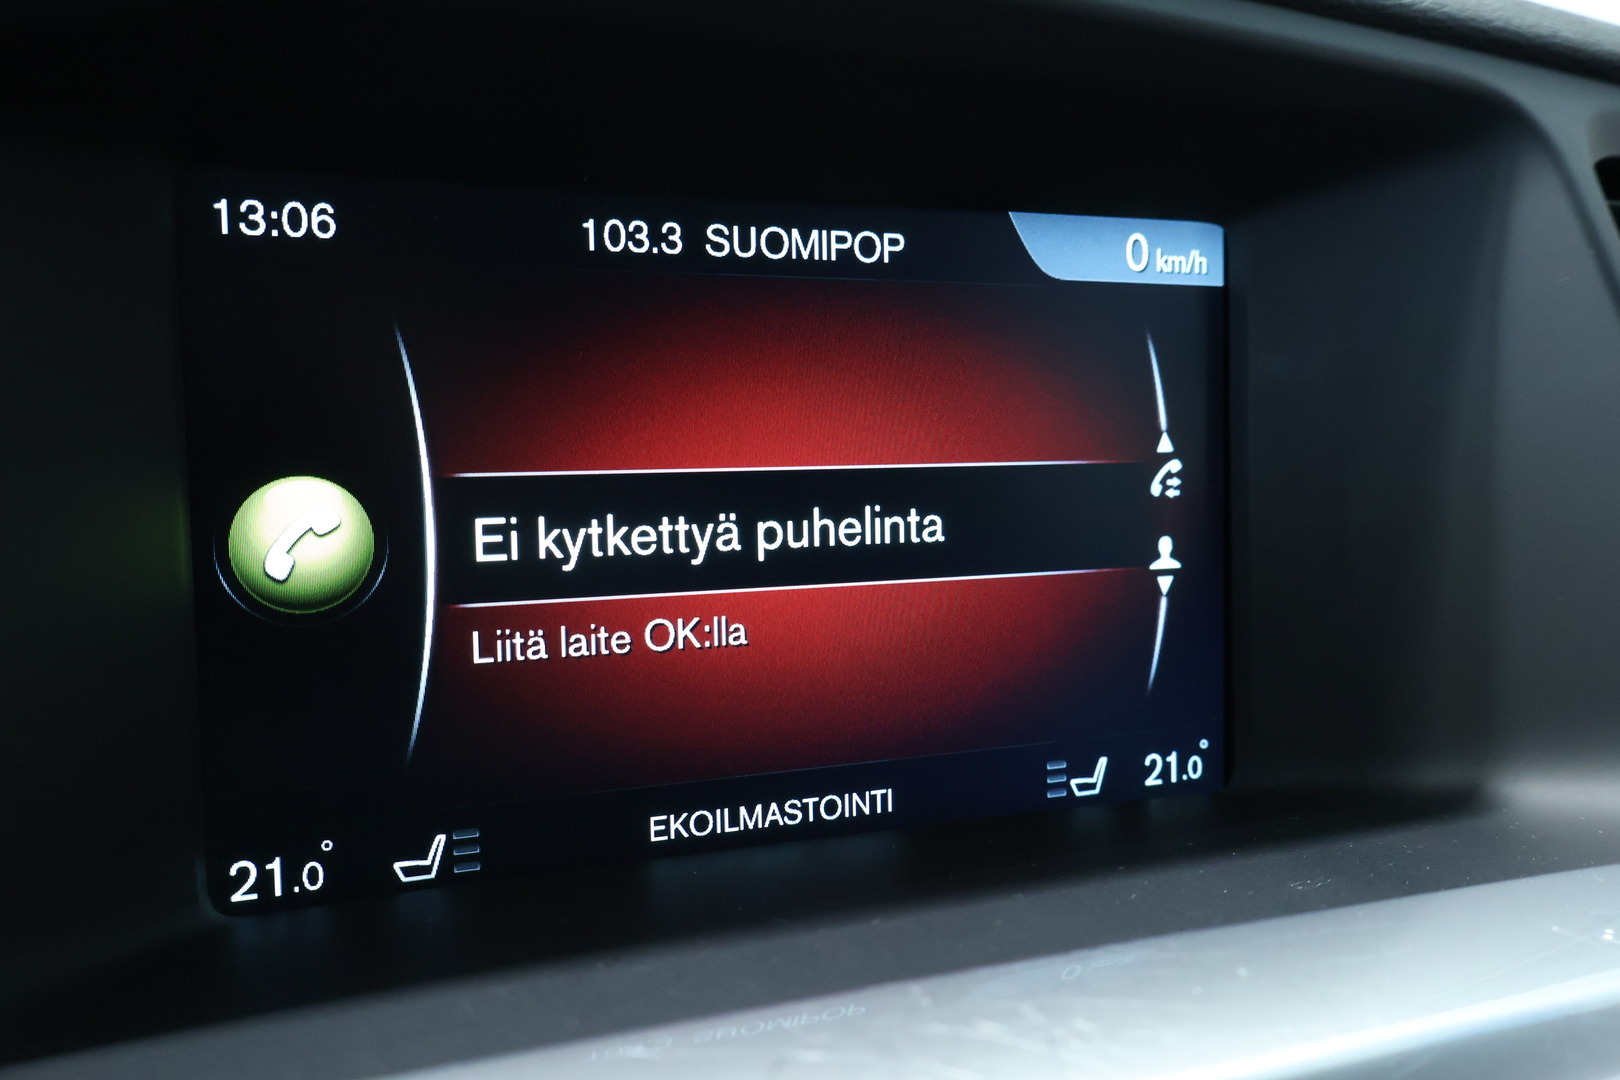 13:06
103.3 SUOMIPOP
0 km/h
Ei kytkettyä puhelinta
Liitä laite OK:lla
EKOILMASTOINTI
21.0°
21.0°